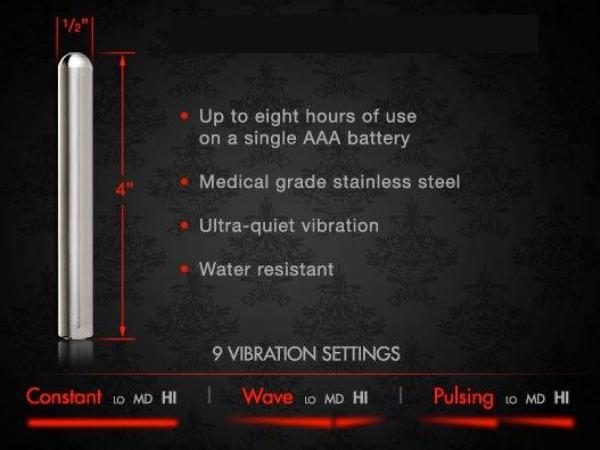 1/2"
Up to eight hours of use
on a single AAA battery
4"
Medical grade stainless steel
Ultra-quiet vibration
Water resistant
9 VIBRATION SETTINGS
Constant LO MD HI | Wave LO MD HI | Pulsing LO MD HI